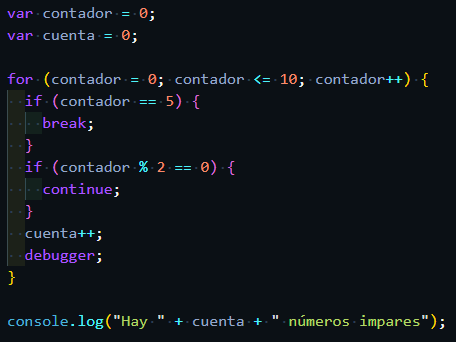 var contador = 0;
var cuenta = 0;
for (contador = 0; contador <= 10; contador++) {
if (contador == 5) {
break;
}
if (contador % 2 == 0) {
continue;
}
cuenta++;
debugger;
}
console.log("Hay " + cuenta + " números impares");